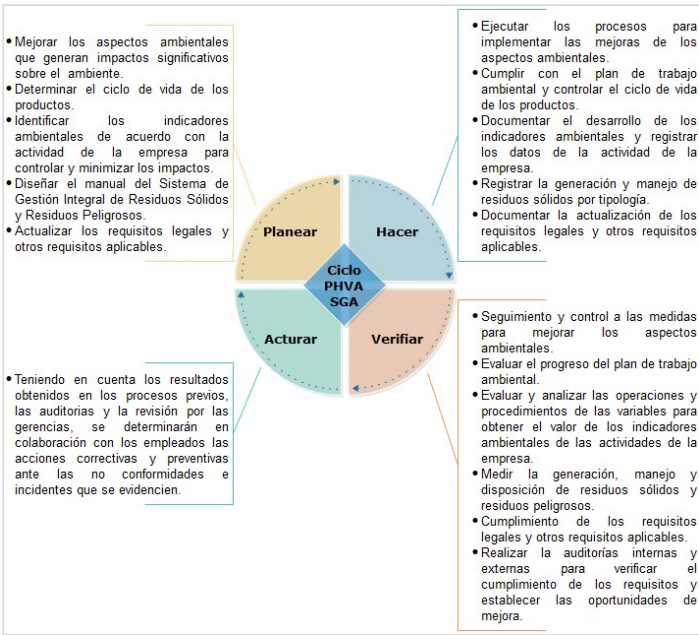 • Mejorar los aspectos ambientales
que generan impactos significativos
sobre el ambiente.
• Determinar el ciclo de vida de los
productos.
• Identificar los indicadores
ambientales de acuerdo con la
actividad de la empresa para
controlar y minimizar los impactos.
• Diseñar el manual del Sistema de
Gestión Integral de Residuos Sólidos
y Residuos Peligrosos.
• Actualizar los requisitos legales y
otros requisitos aplicables.
• Ejecutar los procesos para
implementar las mejoras de los
aspectos ambientales.
• Cumplir con el plan de trabajo
ambiental y controlar el ciclo de vida
de los productos.
• Documentar el desarrollo de los
indicadores ambientales y registrar
los datos de la actividad de la
empresa.
• Registrar la generación y manejo de
residuos sólidos por tipología.
• Documentar la actualización de los
requisitos legales y otros requisitos
aplicables.
Planear
Hacer
Ciclo
PHVA
SGA
Acturar
Verifiar
• Teniendo en cuenta los resultados
obtenidos en los procesos previos,
las auditorias y la revisión por las
gerencias, se determinarán en
colaboración con los empleados las
acciones correctivas y preventivas
ante las no conformidades e
incidentes que se evidencien.
• Seguimiento y control a las medidas
para mejorar los aspectos
ambientales.
• Evaluar el progreso del plan de trabajo
ambiental.
• Evaluar y analizar las operaciones y
procedimientos de las variables para
obtener el valor de los indicadores
ambientales de las actividades de la
empresa.
• Medir la generación, manejo y
disposición de residuos sólidos y
residuos peligrosos.
• Cumplimiento de los requisitos
legales y otros requisitos aplicables.
• Realizar la auditorías internas y
externas para verificar el
cumplimiento de los requisitos y
establecer las oportunidades de
mejora.